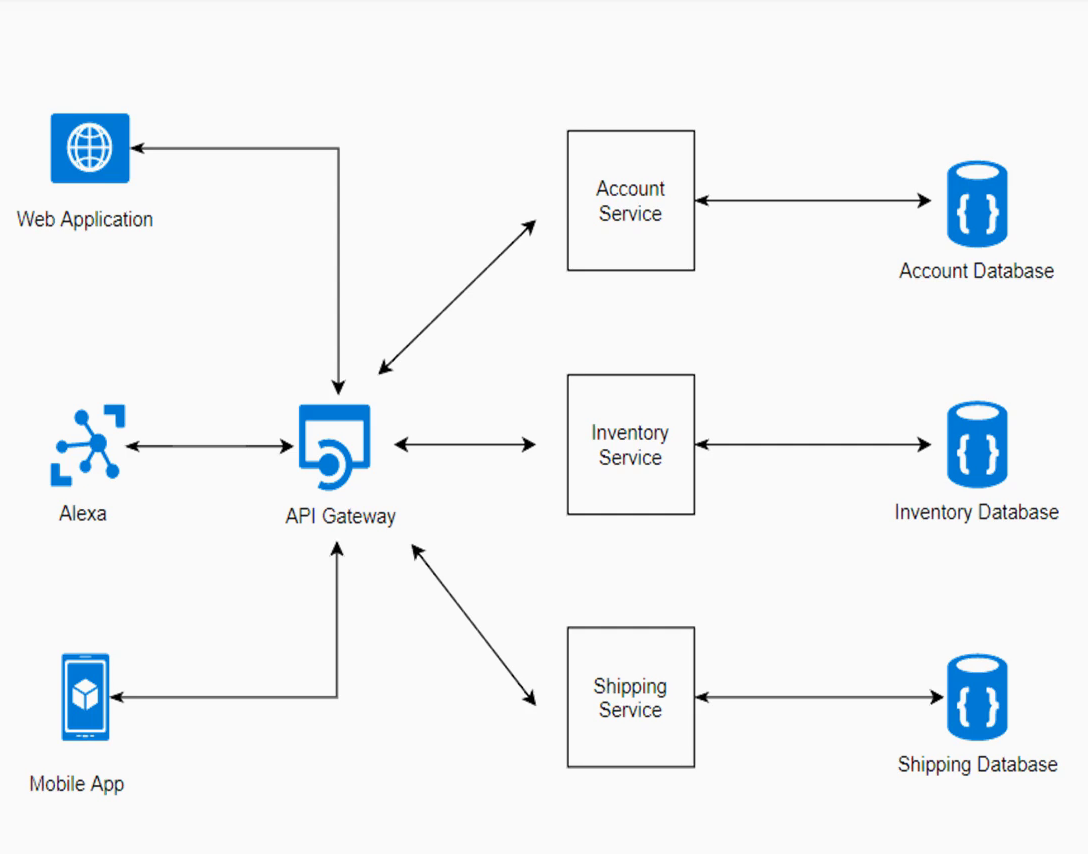 Web Application
Account
Service
Account Database
Alexa
API Gateway
Inventory
Service
Inventory Database
Mobile App
Shipping
Service
Shipping Database